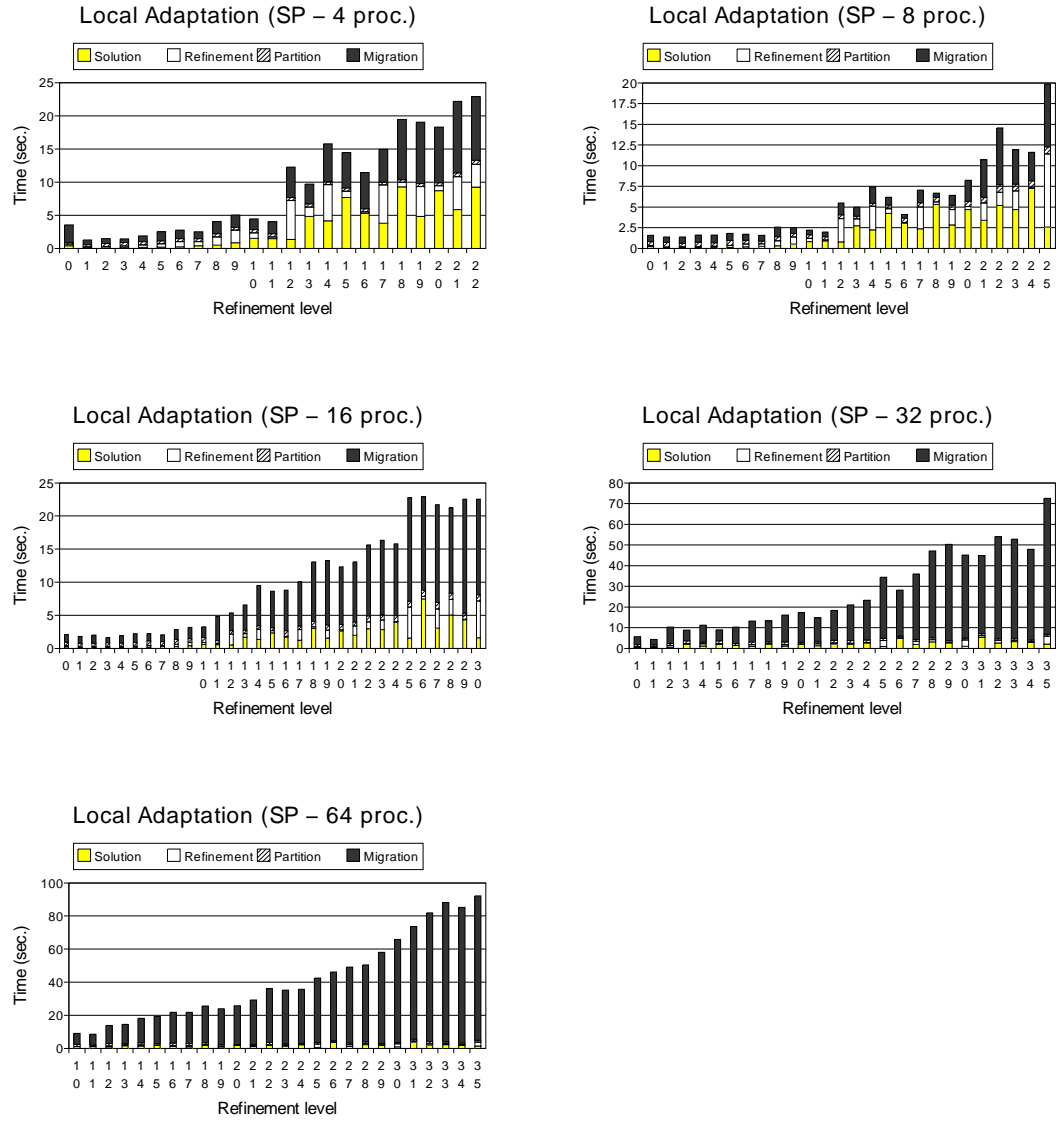 Local Adaptation (SP – 4 proc.)
Solution Refinement Partition Migration
25
20
15
10
5
0
Time (sec.)
0 1 2 3 4 5 6 7 8 9 1 1 1 1 1 1 1 1 1 1 2 2 2
0 1 2 3 4 5 6 7 8 9 0 1 2
Refinement level
Local Adaptation (SP – 8 proc.)
Solution Refinement Partition Migration
20
17.5
15
12.5
10
7.5
5
2.5
0
Time (sec.)
0 1 2 3 4 5 6 7 8 9 1 1 1 1 1 1 1 1 1 1 2 2 2 2 2 2
0 1 2 3 4 5 6 7 8 9 0 1 2 3 4 5
Refinement level
Local Adaptation (SP – 16 proc.)
Solution Refinement Partition Migration
25
20
15
10
5
0
Time (sec.)
0 1 2 3 4 5 6 7 8 9 1 1 1 1 1 1 1 1 1 1 2 2 2 2 2 2 2 2 2 2 3
0 1 2 3 4 5 6 7 8 9 0 1 2 3 4 5 6 7 8 9 0
Refinement level
Local Adaptation (SP – 32 proc.)
Solution Refinement Partition Migration
80
70
60
50
40
30
20
10
0
Time (sec.)
1 1 1 1 1 1 1 1 1 1 2 2 2 2 2 2 2 2 2 2 3 3 3 3 3 3
0 1 2 3 4 5 6 7 8 9 0 1 2 3 4 5 6 7 8 9 0 1 2 3 4 5
Refinement level
Local Adaptation (SP – 64 proc.)
Solution Refinement Partition Migration
100
80
60
40
20
0
Time (sec.)
1 1 1 1 1 1 1 1 1 1 2 2 2 2 2 2 2 2 2 2 3 3 3 3 3 3
0 1 2 3 4 5 6 7 8 9 0 1 2 3 4 5 6 7 8 9 0 1 2 3 4 5
Refinement level